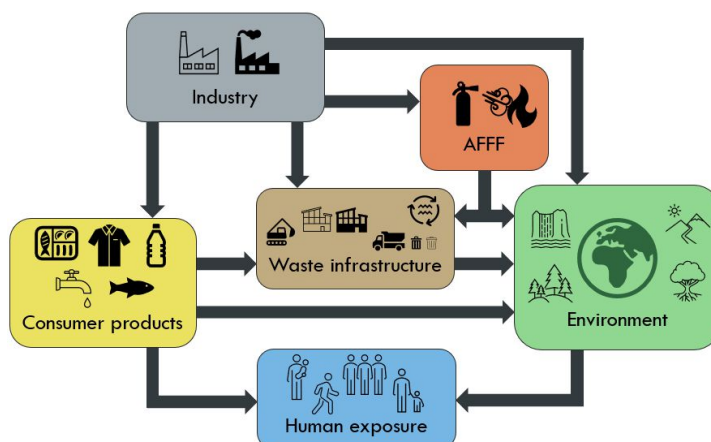 Industry
AFFF
Waste infrastructure
Consumer products
Environment
Human exposure